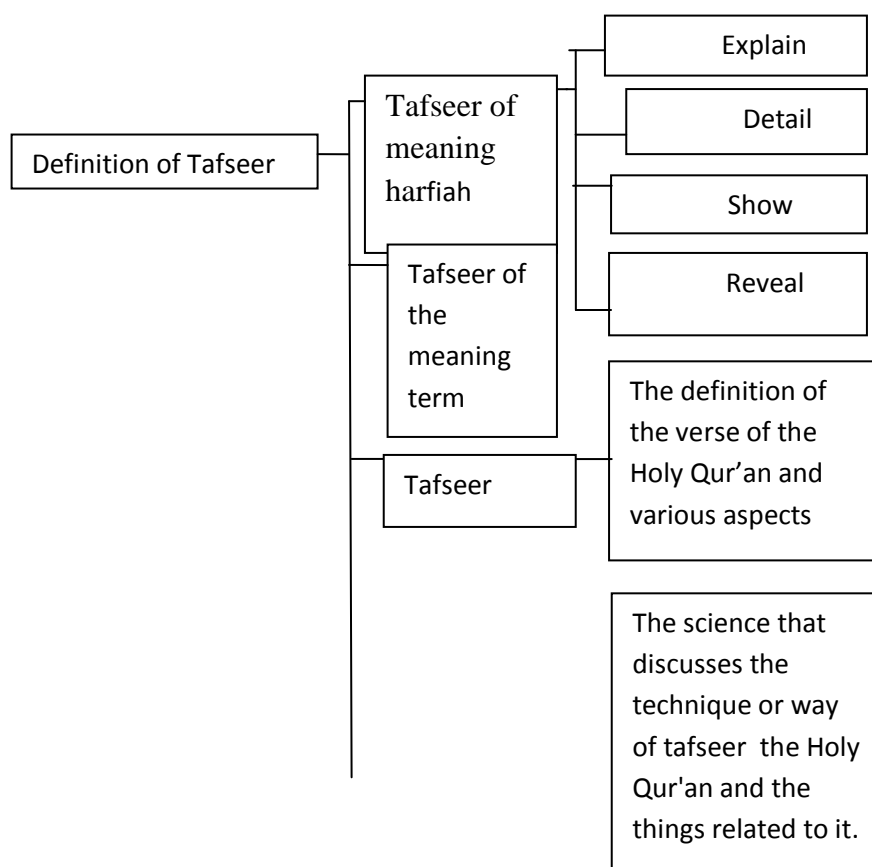 Definition of Tafseer
Tafseer of
meaning
harfiah
Explain
Detail
Show
Reveal
Tafseer of
the
meaning
term
Tafseer
The definition of
the verse of the
Holy Qur’an and
various aspects
The science that
discusses the
technique or way
of tafseer the Holy
Qur'an and the
things related to it.